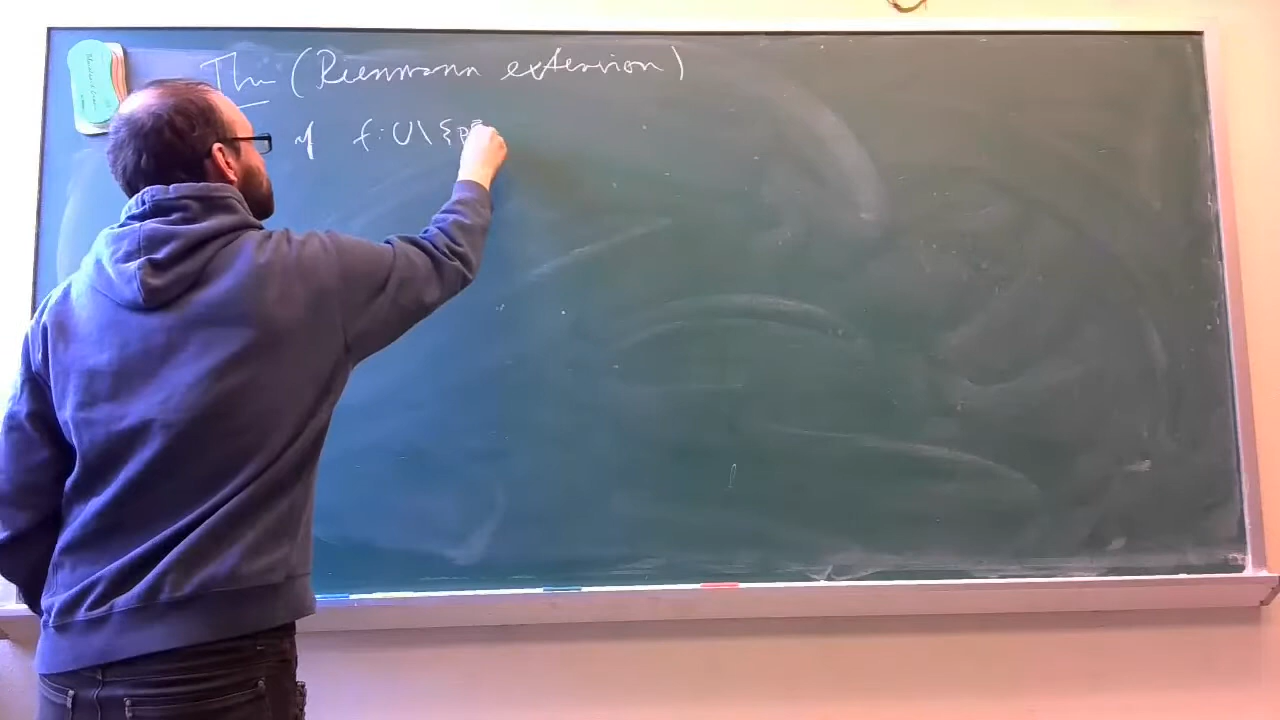 Thm (Riemann extension)
if f: U\{p}